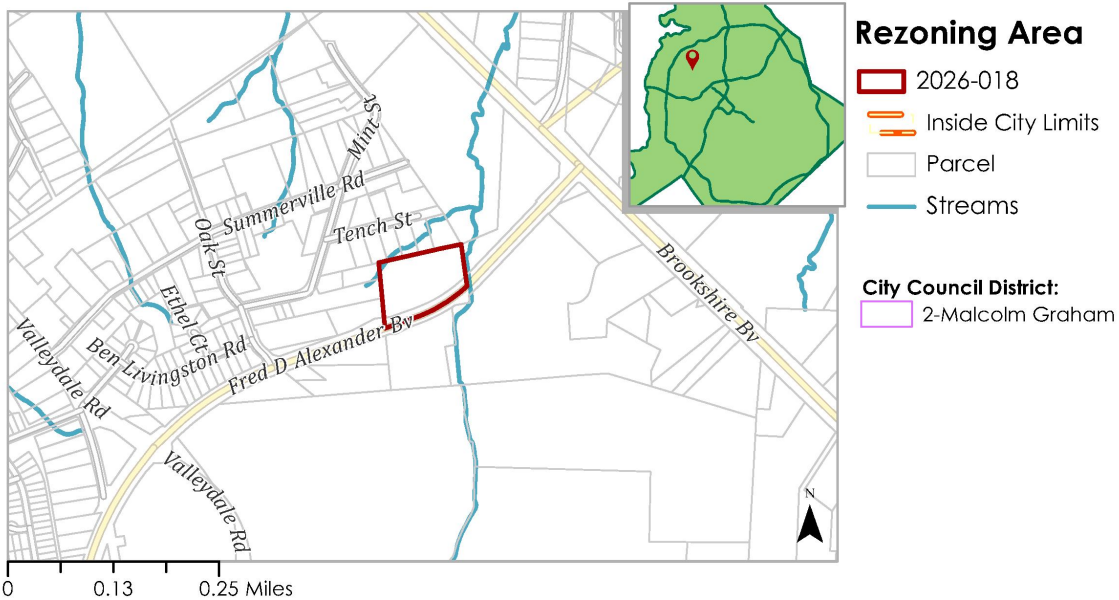 Mint St
Summerville Rd
Tench St
Oak St
Ethel Ct
Brookshire Bv
Valleydale Rd
Ben Livingston Rd
Fred D Alexander Bv
Valleydale Rd
N
0 0.13 0.25 Miles
Rezoning Area
2026-018
Inside City Limits
Parcel
Streams
City Council District:
2-Malcolm Graham